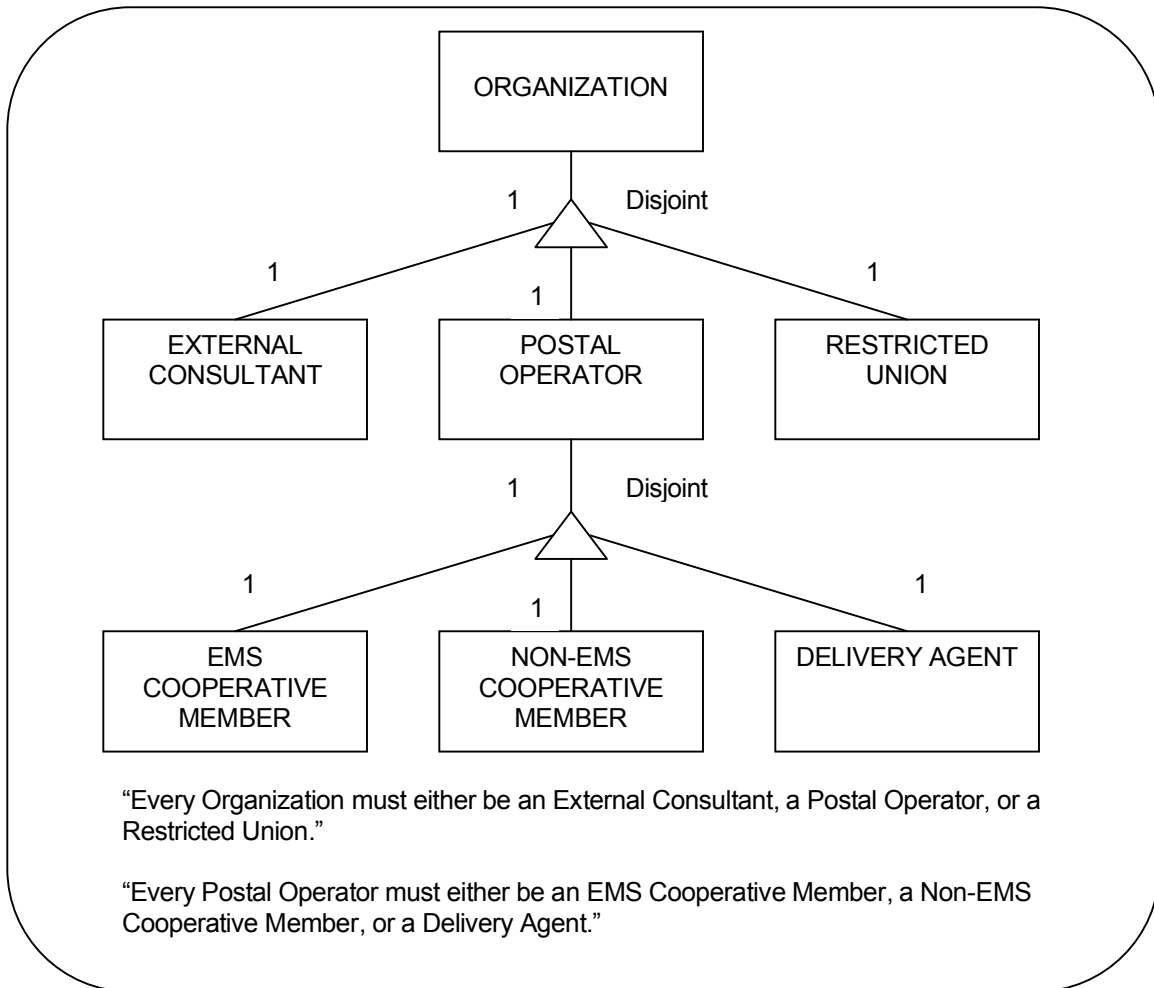 ORGANIZATION
1 Disjoint
1 1 1
EXTERNAL
CONSULTANT
POSTAL
OPERATOR
RESTRICTED
UNION
1 Disjoint
1 1 1
EMS
COOPERATIVE
MEMBER
NON-EMS
COOPERATIVE
MEMBER
DELIVERY AGENT
“Every Organization must either be an External Consultant, a Postal Operator, or a
Restricted Union.”
“Every Postal Operator must either be an EMS Cooperative Member, a Non-EMS
Cooperative Member, or a Delivery Agent.”